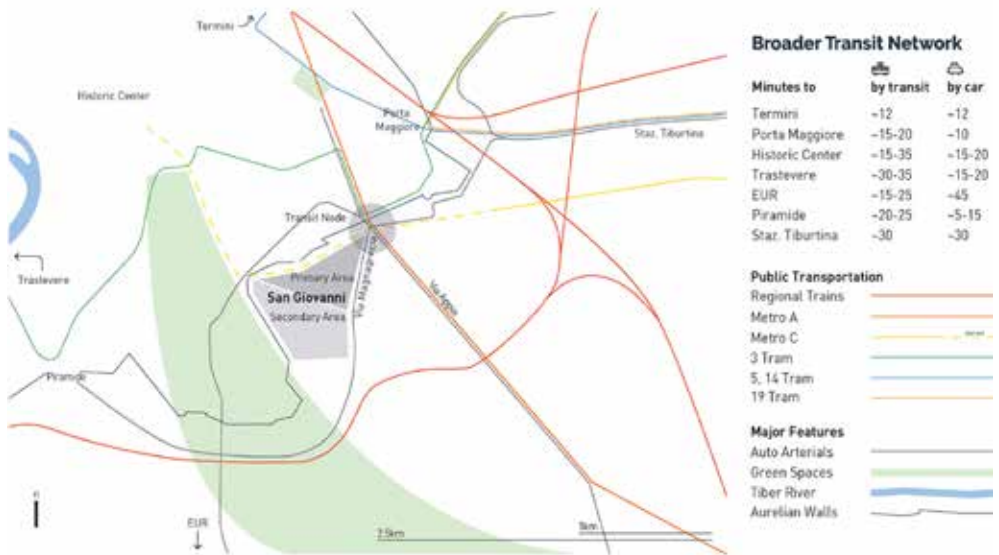 Termini
Historic Center
Porta
Maggiore
Staz. Tiburtina
Transit Node
Trastevere
Primary Area
San Giovanni
Secondary Area
Via Magnagrecia
Via Appia
Piramide
n
EUR
2.5km
1km
Broader Transit Network
Minutes to by transit by car
Termini ~12 ~12
Porta Maggiore ~15-20 ~10
Historic Center ~15-35 ~15-20
Trastevere ~30-35 ~15-20
EUR ~15-25 ~45
Piramide ~20-25 ~5-15
Staz. Tiburtina ~30 ~30
Public Transportation
Regional Trains
Metro A
Metro C
3 Tram
5, 14 Tram
19 Tram
Major Features
Auto Arterials
Green Spaces
Tiber River
Aurelian Walls